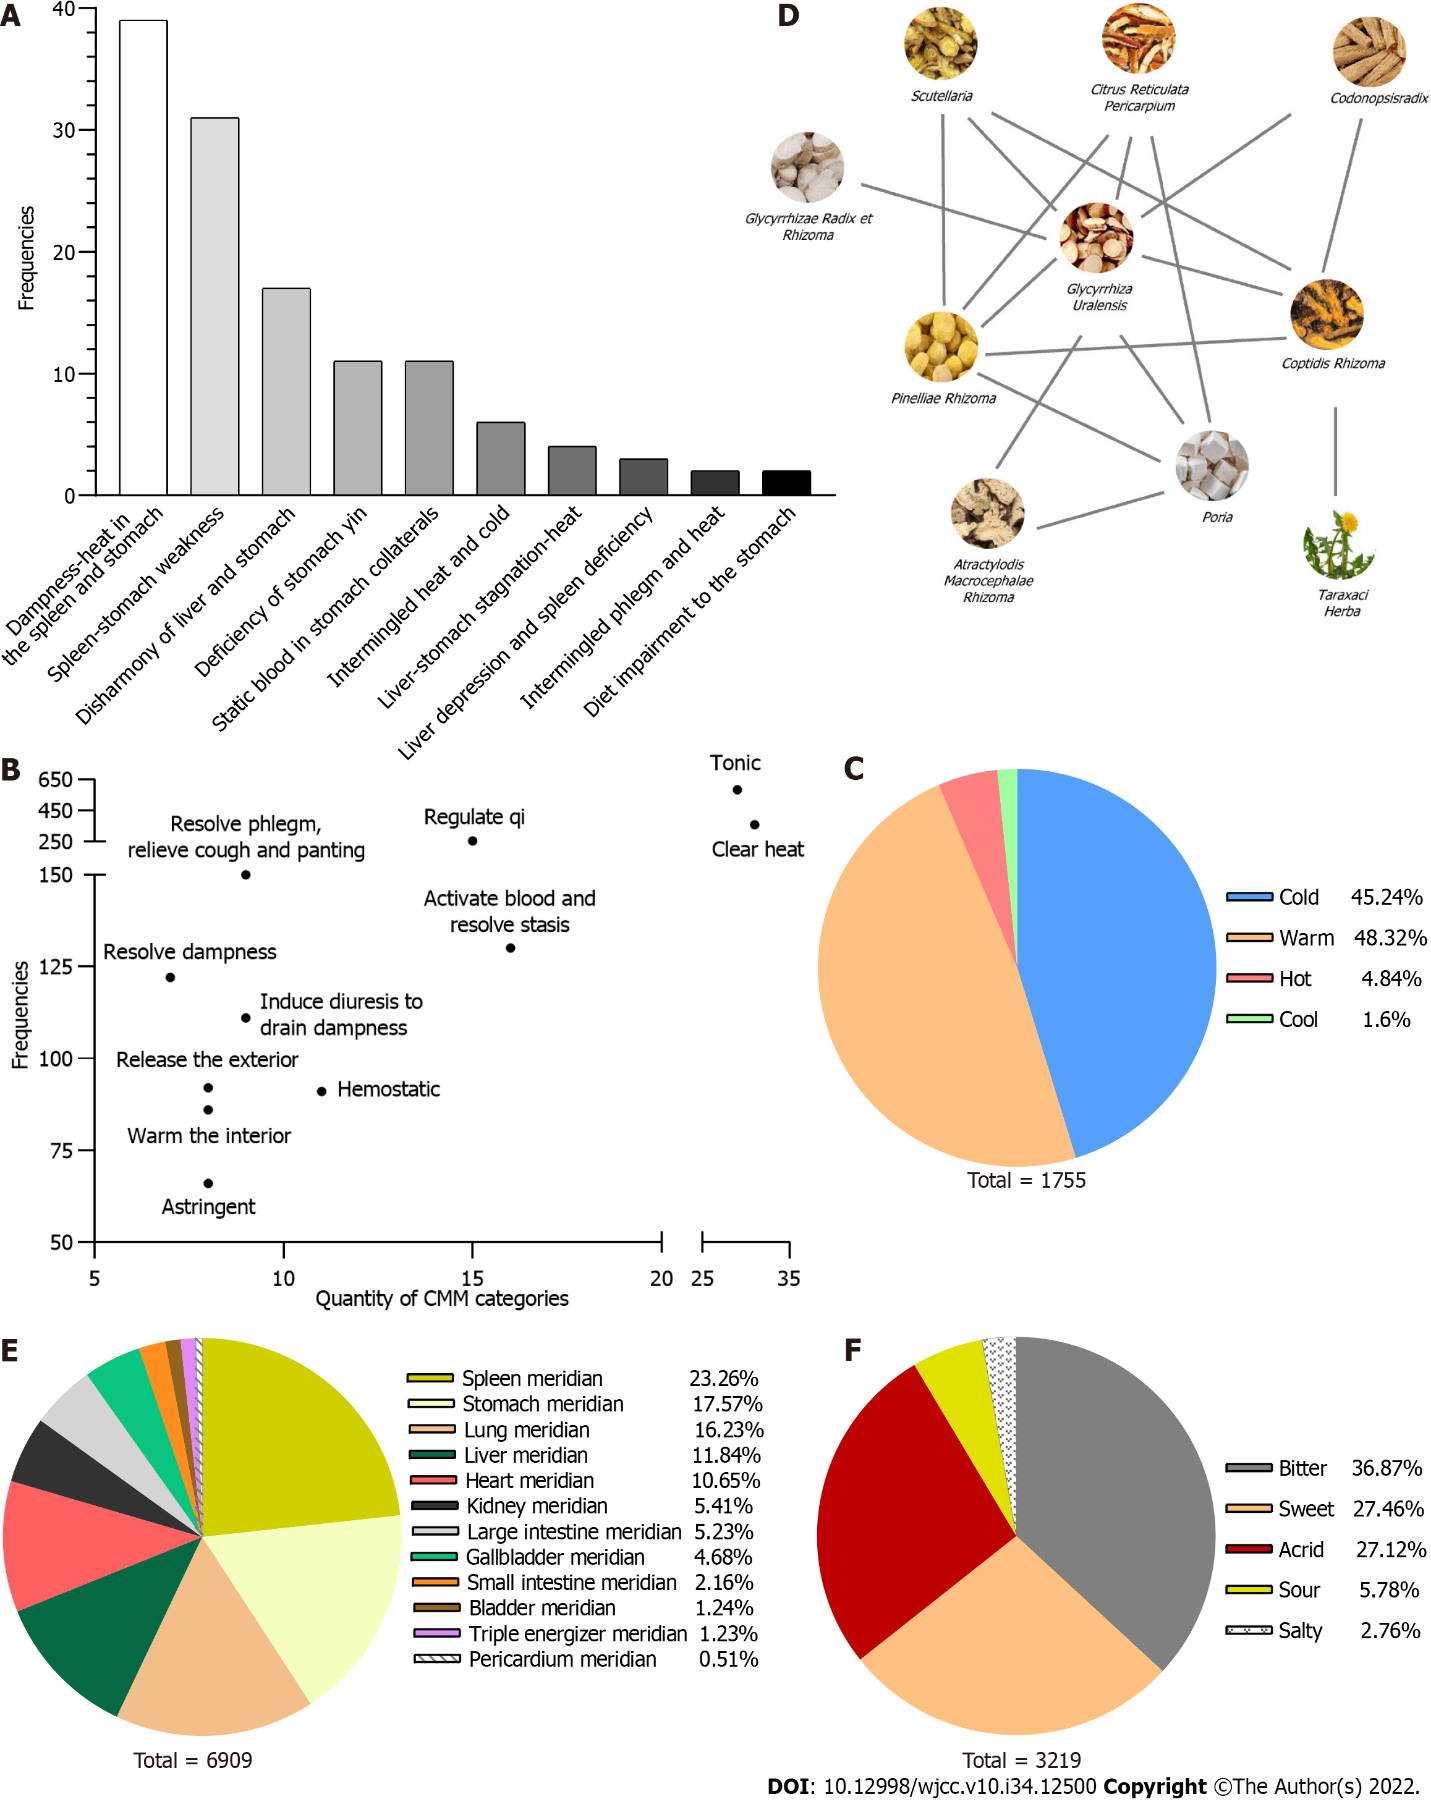 A
40
30
20
10
0
Frequencies
Dampness-heat in
the spleen and stomach
Spleen-stomach weakness
Disharmony of liver and stomach
Deficiency of stomach yin
Static blood in stomach collaterals
Intermingled heat and cold
Liver-stomach stagnation-heat
Liver depression and spleen deficiency
Intermingled phlegm and heat
Diet impairment to the stomach
D
Scutellaria
Citrus Reticulata
Pericarpium
Codonopsisradix
Glycyrrhizae Radix et
Rhizoma
Glycyrrhiza
Uralensis
Coptidis Rhizoma
Pinelliae Rhizoma
Poria
Atractylodis
Macrocephalae
Rhizoma
Taraxaci
Herba
B
650
450
250
150
125
100
75
50
Frequencies
Tonic
Clear heat
Regulate qi
Resolve phlegm,
relieve cough and panting
Activate blood and
resolve stasis
Resolve dampness
Induce diuresis to
drain dampness
Release the exterior
Hemostatic
Warm the interior
Astringent
5 10 15 20 25 35
Quantity of CMM categories
C
Cold 45.24%
Warm 48.32%
Hot 4.84%
Cool 1.6%
Total = 1755
E
Spleen meridian 23.26%
Stomach meridian 17.57%
Lung meridian 16.23%
Liver meridian 11.84%
Heart meridian 10.65%
Kidney meridian 5.41%
Large intestine meridian 5.23%
Gallbladder meridian 4.68%
Small intestine meridian 2.16%
Bladder meridian 1.24%
Triple energizer meridian 1.23%
Pericardium meridian 0.51%
Total = 6909
F
Bitter 36.87%
Sweet 27.46%
Acrid 27.12%
Sour 5.78%
Salty 2.76%
Total = 3219
DOI: 10.12998/wjcc.v10.i34.12500 Copyright ©The Author(s) 2022.